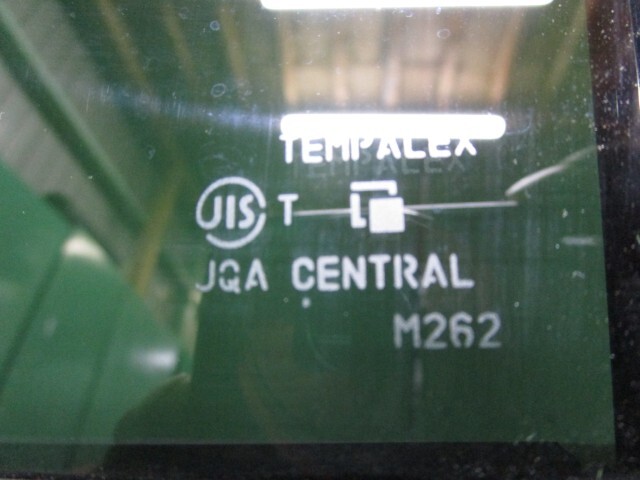 TEMPALEX
JIS T
JQA CENTRAL
M262